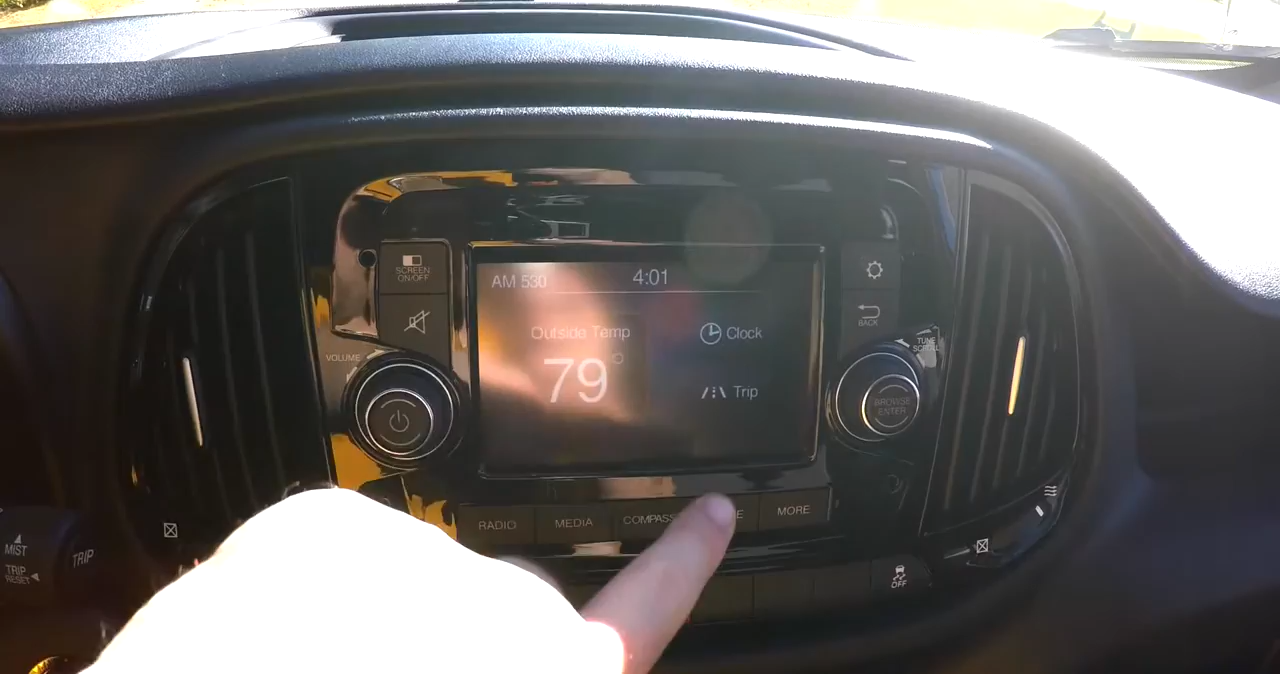 SCREEN
ON/OFF
VOLUME
AM 530
4:01
Outside Temp
79°
Clock
Trip
BACK
TUNE
SCROLL
BROWSE
ENTER
RADIO
MEDIA
COMPASS
E
MORE
MIST
TRIP
RESET
TRIP
OFF